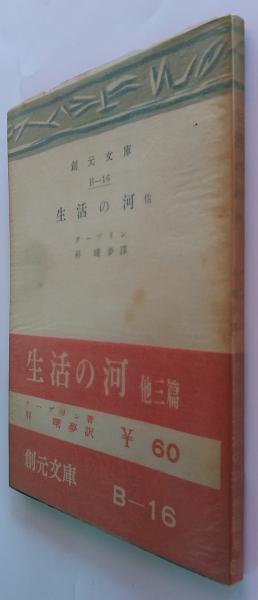 創元文庫
B—16
生活の河 他
クープリン
昇 曙夢譯
生活の河 他三篇
クープリン著
昇 曙夢訳
¥60
創元文庫
B—16